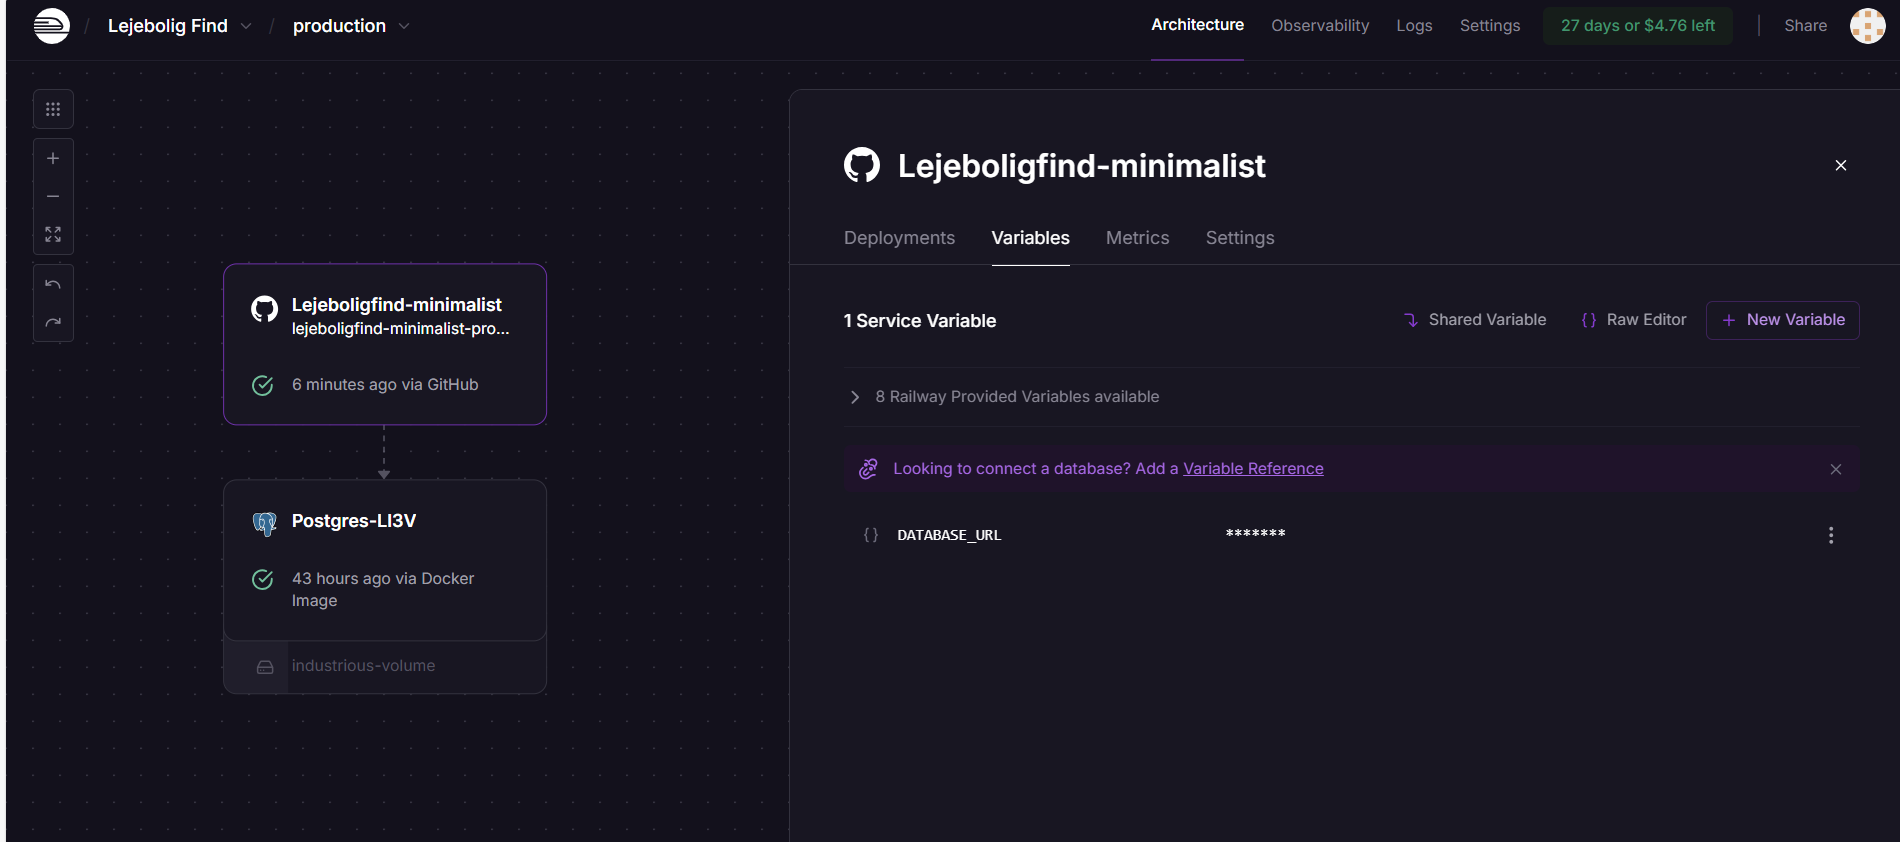 / Lejebolig Find / production
Architecture Observability Logs Settings 27 days or $4.76 left Share
Lejeboligfind-minimalist
Deployments Variables Metrics Settings
1 Service Variable Shared Variable {} Raw Editor + New Variable
8 Railway Provided Variables available
Looking to connect a database? Add a Variable Reference
{} DATABASE_URL *******
Lejeboligfind-minimalist
lejeboligfind-minimalist-pro...
6 minutes ago via GitHub
Postgres-LI3V
43 hours ago via Docker
Image
industrious-volume